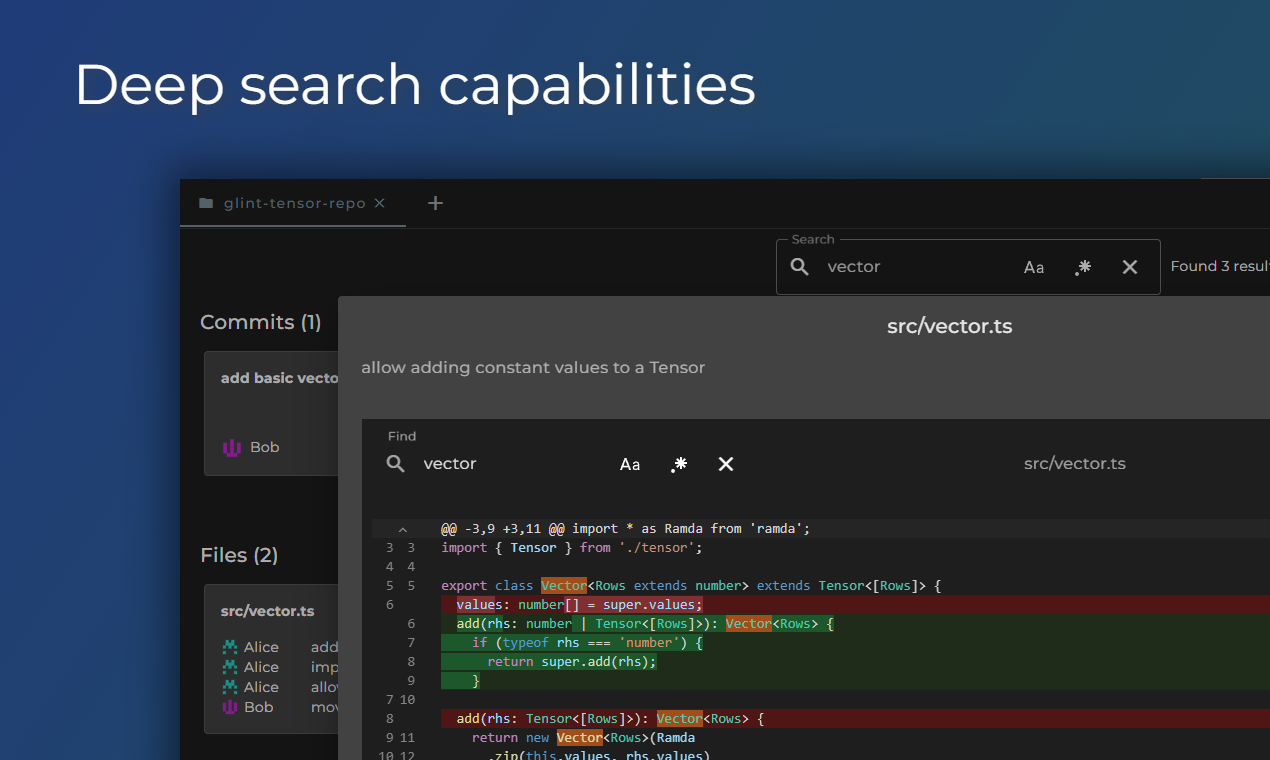 Deep search capabilities
glint-tensor-repo
Search
vector Aa .* Found 3 resul
Commits (1)
src/vector.ts
add basic vecto
allow adding constant values to a Tensor
Bob
Find
vector Aa .* src/vector.ts
@@ -3,9 +3,11 @@ import * as Ramda from 'ramda';
3 3 import { Tensor } from './tensor';
4 4
5 5 export class Vector<Rows extends number> extends Tensor<[Rows]> {
6 values: number[] = super.values;
6 add(rhs: number | Tensor<[Rows]>): Vector<Rows> {
7 if (typeof rhs === 'number') {
8 return super.add(rhs);
9 }
7 10
8 add(rhs: Tensor<[Rows]>): Vector<Rows> {
9 11 return new Vector<Rows>(Ramda
10 12 .zip(this.values, rhs.values)
Files (2)
src/vector.ts
Alice add
Alice imp
Alice allo
Bob mov